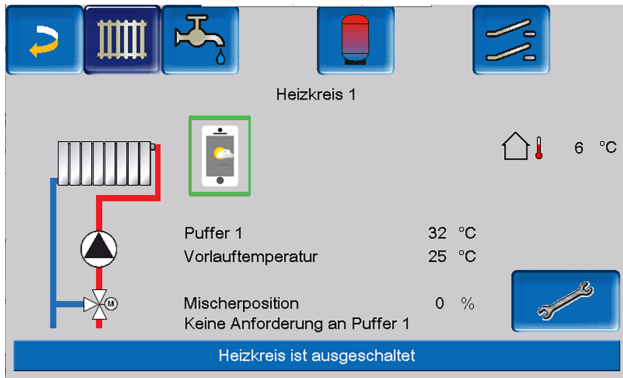 Heizkreis 1
6 °C
Puffer 1 32 °C
Vorlauftemperatur 25 °C
M
Mischerposition 0 %
Keine Anforderung an Puffer 1
Heizkreis ist ausgeschaltet